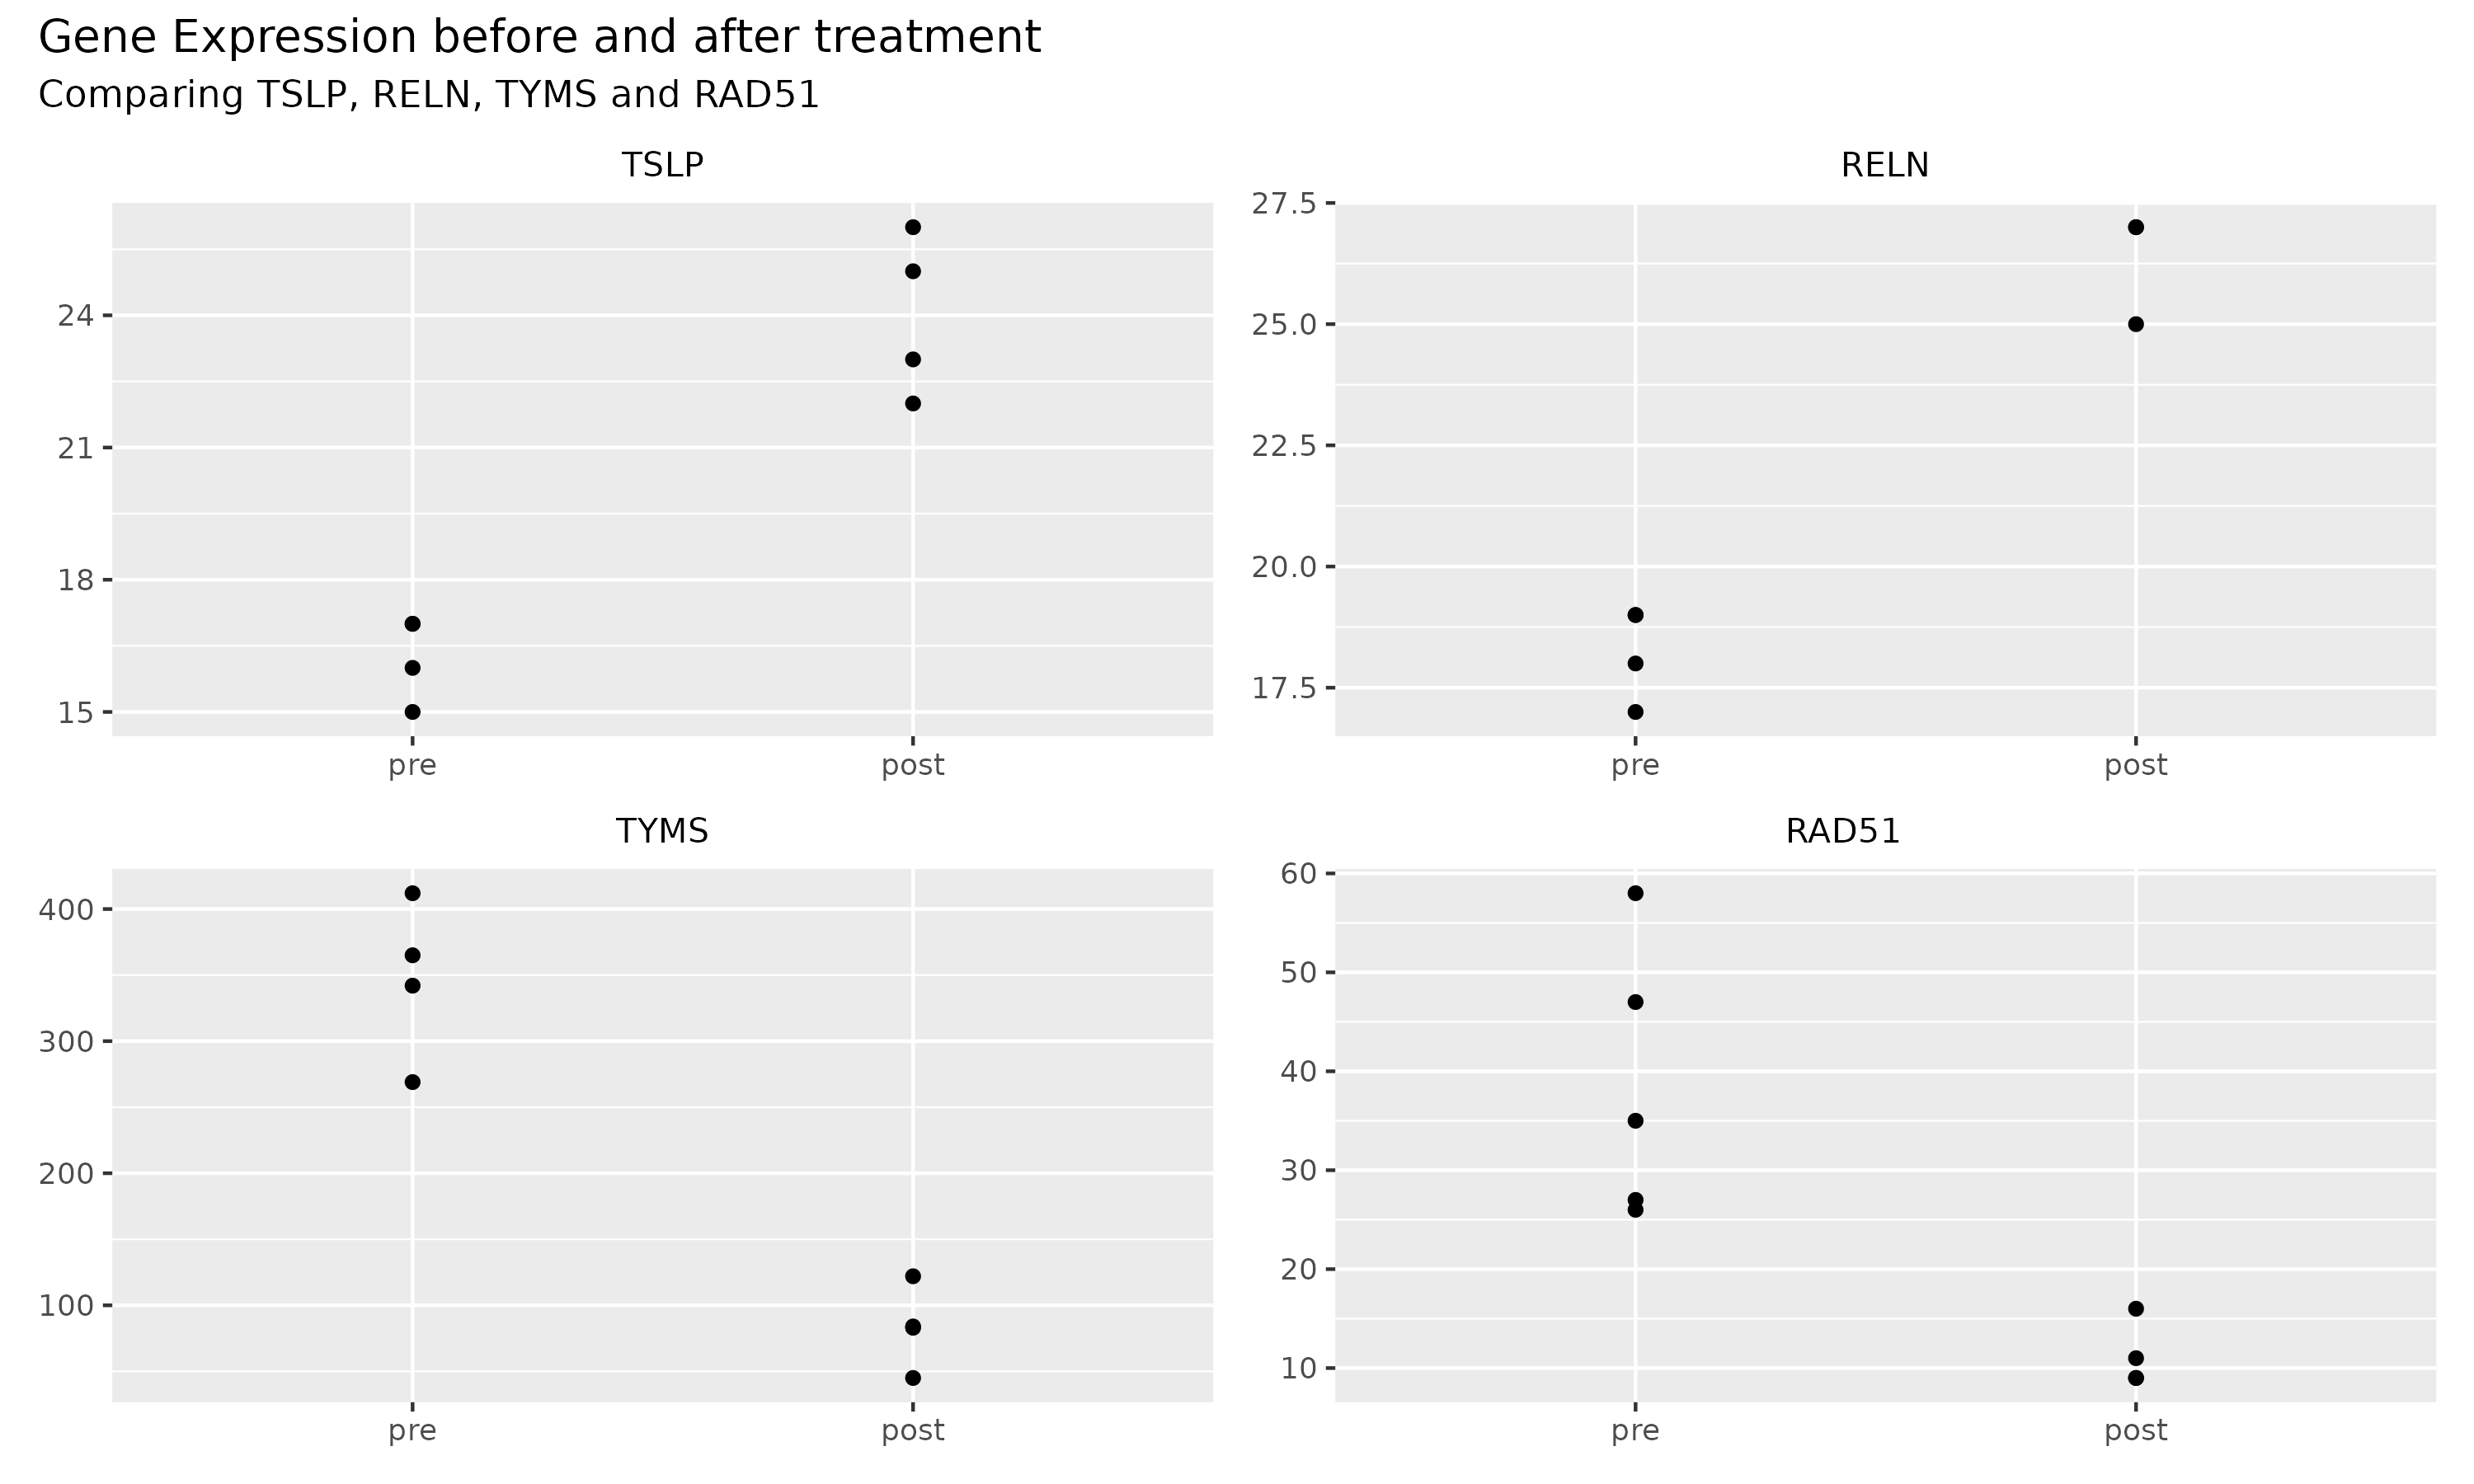 Gene Expression before and after treatment
Comparing TSLP, RELN, TYMS and RAD51
TSLP
24
21
18
15
pre post
RELN
27.5
25.0
22.5
20.0
17.5
pre post
TYMS
400
300
200
100
pre post
RAD51
60
50
40
30
20
10
pre post